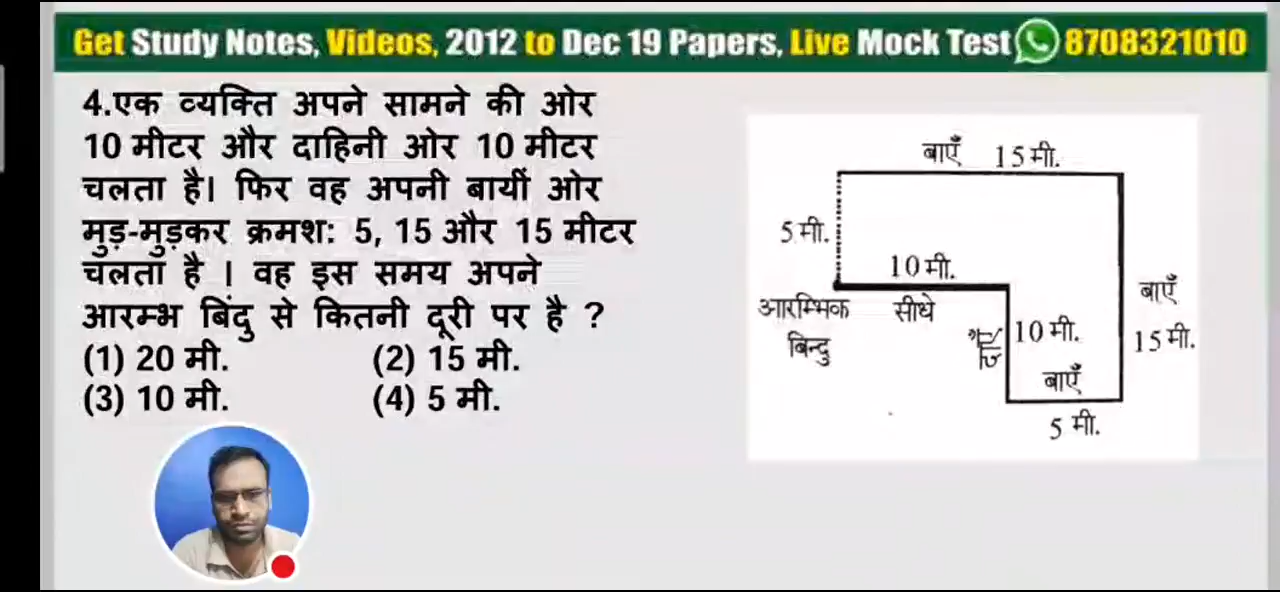 Get Study Notes, Videos, 2012 to Dec 19 Papers, Live Mock Test 8708321010
4.एक व्यक्ति अपने सामने की ओर
10 मीटर और दाहिनी ओर 10 मीटर
चलता है। फिर वह अपनी बायीं ओर
मुड़-मुड़कर क्रमश: 5, 15 और 15 मीटर
चलता है । वह इस समय अपने
आरम्भ बिंदु से कितनी दूरी पर है ?
(1) 20 मी. (2) 15 मी.
(3) 10 मी. (4) 5 मी.
बाएँ 15 मी.
5 मी.
10 मी.
आरम्भिक सीधे
बिन्दु
10 मी.
बाएँ
15 मी.
बाएँ
5 मी.